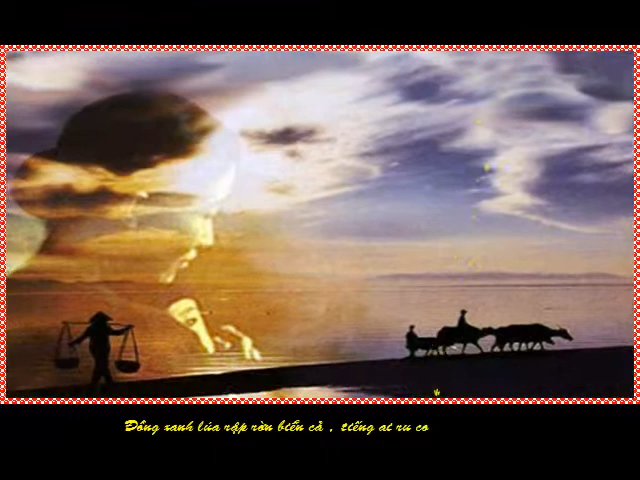 Đồng xanh lúa rập rờn biển cả , tiếng ai ru co